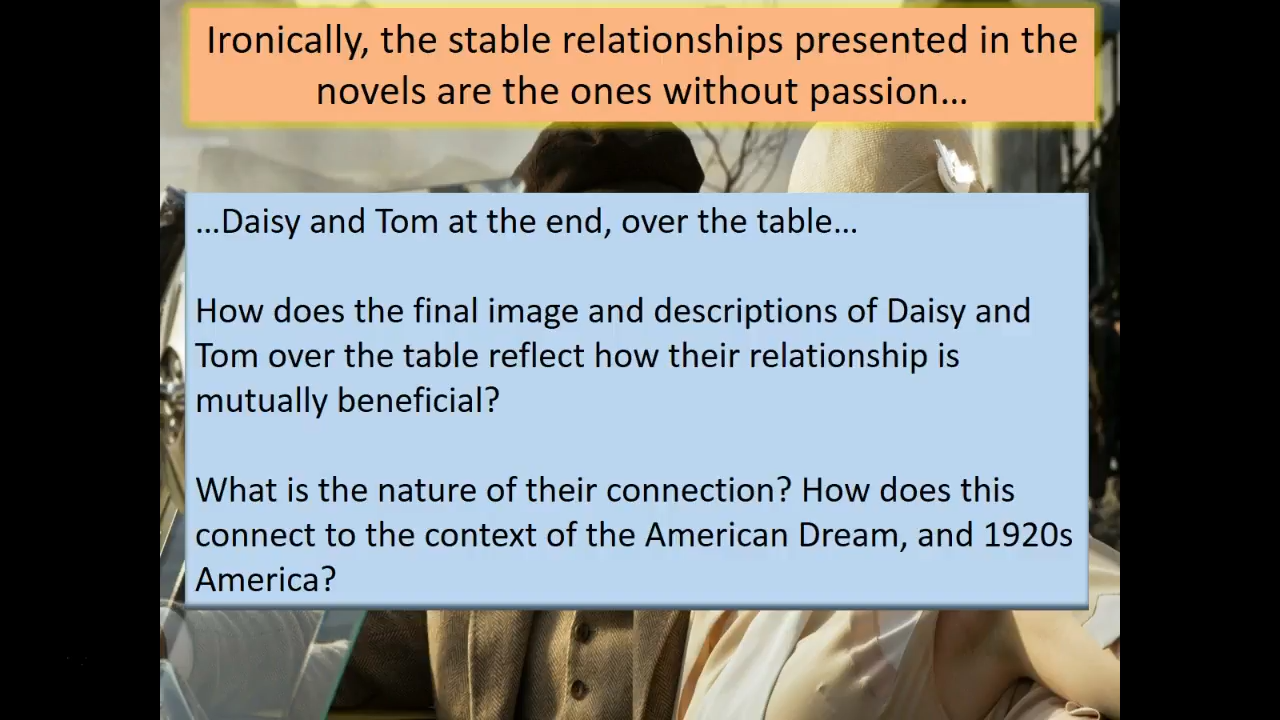 Ironically, the stable relationships presented in the
novels are the ones without passion…
…Daisy and Tom at the end, over the table…
How does the final image and descriptions of Daisy and
Tom over the table reflect how their relationship is
mutually beneficial?
What is the nature of their connection? How does this
connect to the context of the American Dream, and 1920s
America?